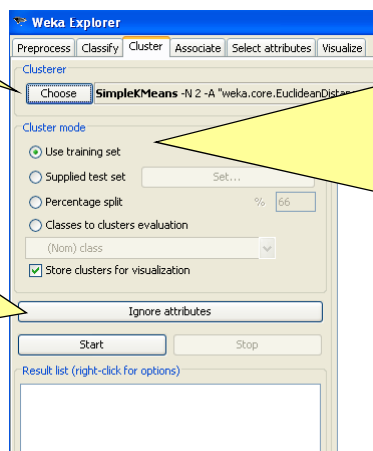 Weka Explorer
Preprocess Classify Cluster Associate Select attributes Visualize
Clusterer
Choose SimpleKMeans -N 2 -A "weka.core.EuclideanDistance
Cluster mode
Use training set
Supplied test set Set...
Percentage split % 66
Classes to clusters evaluation
(Nom) class
Store clusters for visualization
Ignore attributes
Start Stop
Result list (right-click for options)